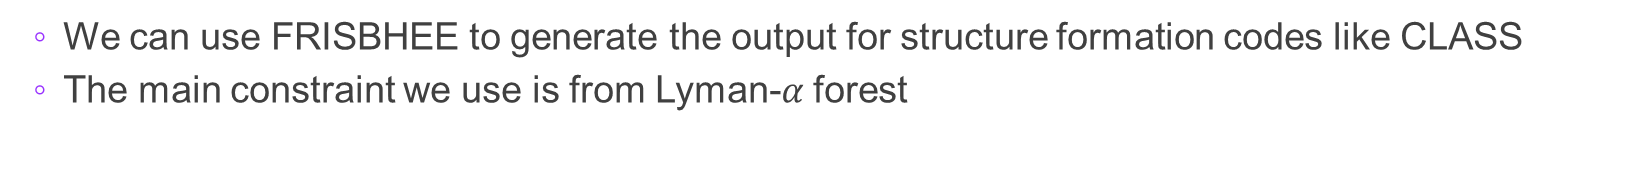 ◦ We can use FRISBHEE to generate the output for structure formation codes like CLASS
◦ The main constraint we use is from Lyman-α forest